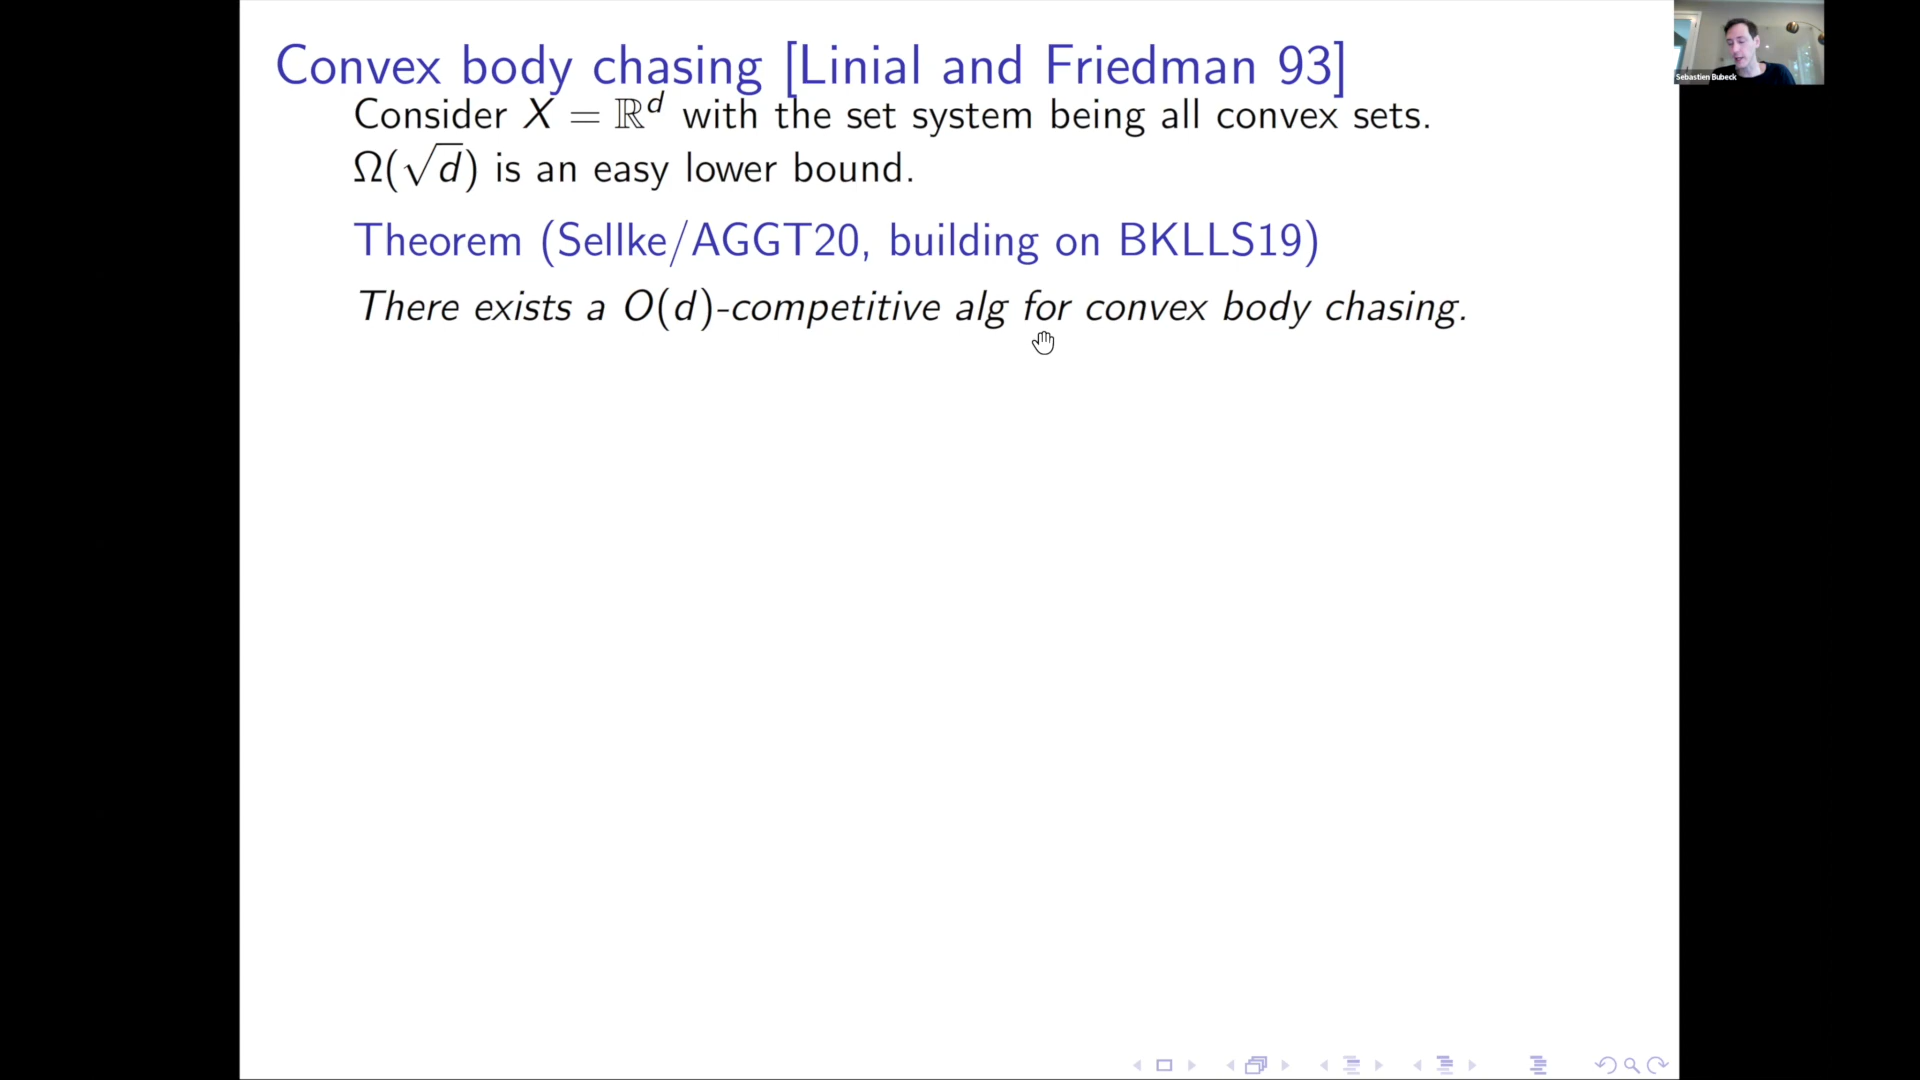 Convex body chasing [Linial and Friedman 93]
Consider X = ℝᵈ with the set system being all convex sets.
Ω(√d) is an easy lower bound.
Theorem (Sellke/AGGT20, building on BKLLS19)
There exists a O(d)-competitive alg for convex body chasing.
Sebastien Bubeck